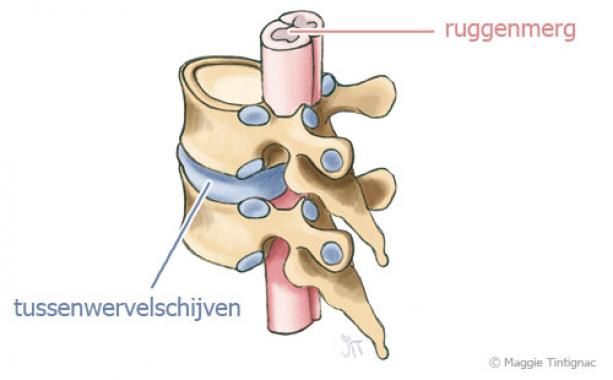 ruggenmerg
tussenwervelschijven
© Maggie Tintignac